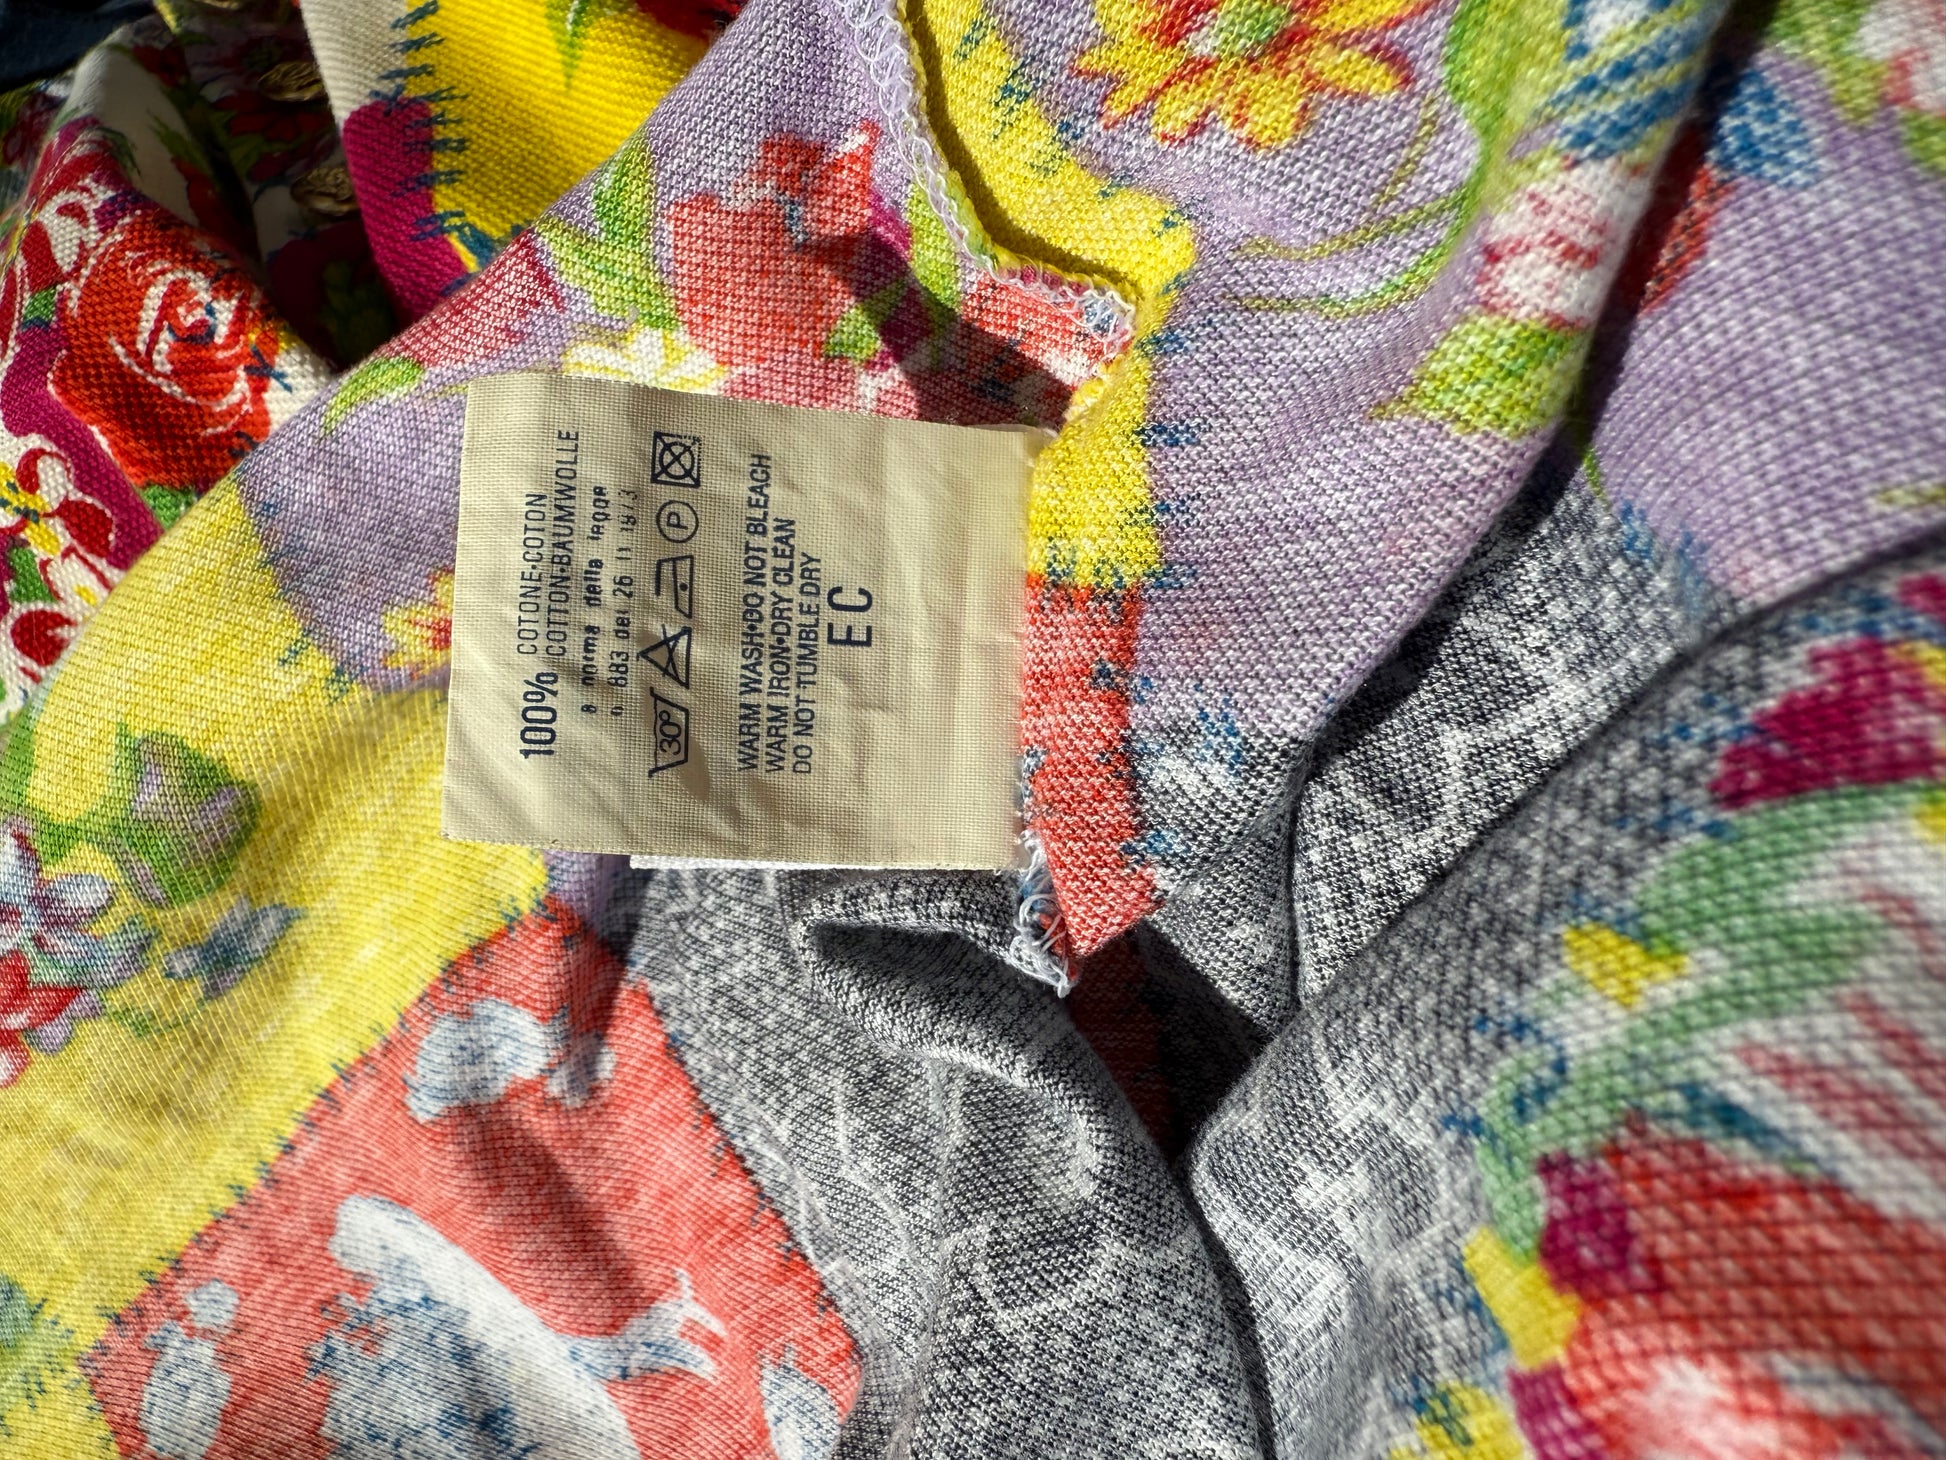 100% COTONE·COTON
COTTON·BAUMWOLLE
a norma della legge
n. 883 del 26 11 1973
30° P
WARM WASH·DO NOT BLEACH
WARM IRON·DRY CLEAN
DO NOT TUMBLE DRY
EC